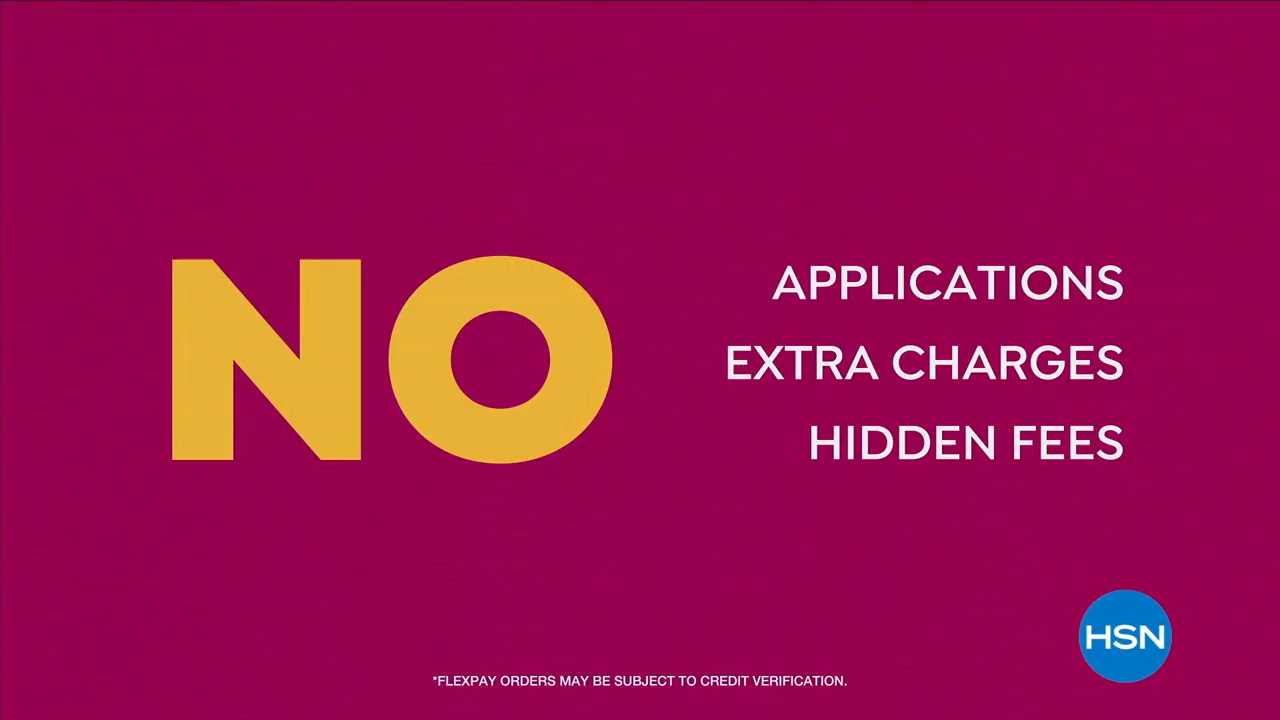 NO
APPLICATIONS
EXTRA CHARGES
HIDDEN FEES
HSN
*FLEXPAY ORDERS MAY BE SUBJECT TO CREDIT VERIFICATION.